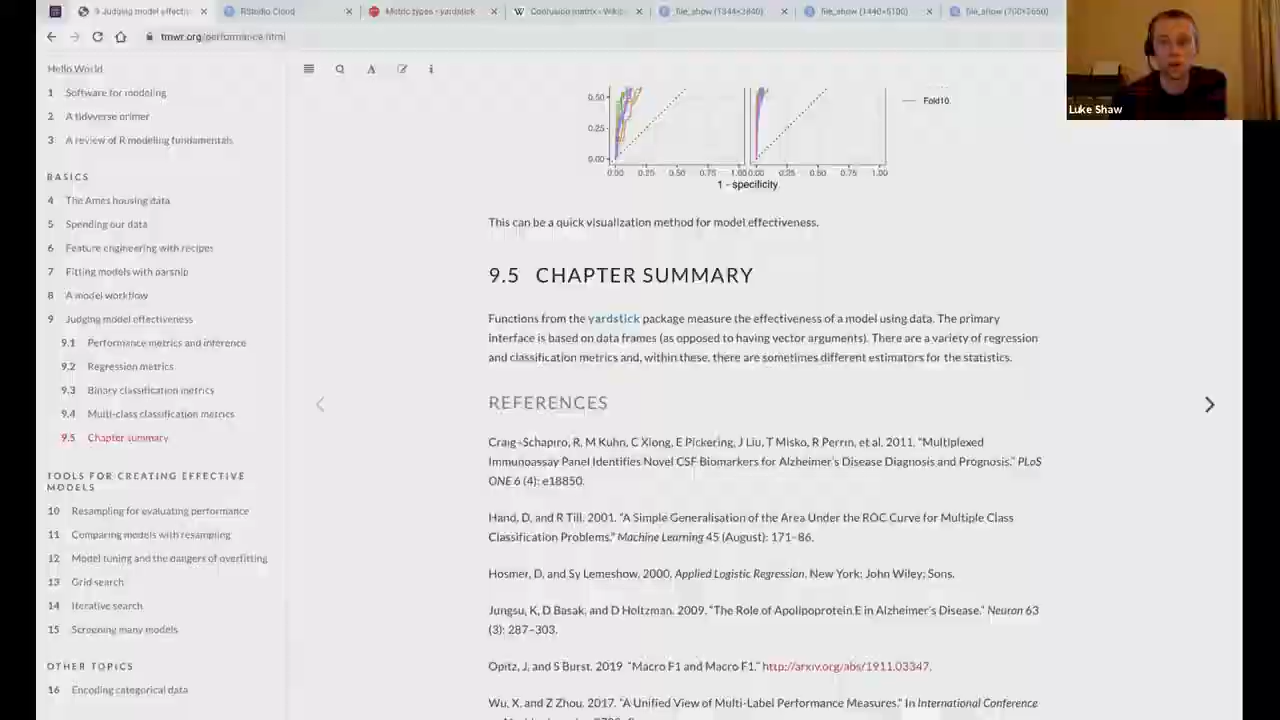 9 Judging model effectiv
RStudio Cloud
Metric types - yardstick
Confusion matrix - Wiki
file_show (1344×3840)
file_show (1440×5100)
file_show (700×2650)
tmwr.org/performance.html
Luke Shaw
Hello World
1 Software for modeling
2 A tidyverse primer
3 A review of R modeling fundamentals
BASICS
4 The Ames housing data
5 Spending our data
6 Feature engineering with recipes
7 Fitting models with parsnip
8 A model workflow
9 Judging model effectiveness
9.1 Performance metrics and inference
9.2 Regression metrics
9.3 Binary classification metrics
9.4 Multi-class classification metrics
9.5 Chapter summary
TOOLS FOR CREATING EFFECTIVE
MODELS
10 Resampling for evaluating performance
11 Comparing models with resampling
12 Model tuning and the dangers of overfitting
13 Grid search
14 Iterative search
15 Screening many models
OTHER TOPICS
16 Encoding categorical data
0.50
0.25
0.00
0.00 0.25 0.50 0.75 1.00 0.00 0.25 0.50 0.75 1.00
1 - specificity
Fold10
This can be a quick visualization method for model effectiveness.
9.5 CHAPTER SUMMARY
Functions from the yardstick package measure the effectiveness of a model using data. The primary
interface is based on data frames (as opposed to having vector arguments). There are a variety of regression
and classification metrics and, within these, there are sometimes different estimators for the statistics.
REFERENCES
Craig–Schapiro, R, M Kuhn, C Xiong, E Pickering, J Liu, T Misko, R Perrin, et al. 2011. “Multiplexed
Immunoassay Panel Identifies Novel CSF Biomarkers for Alzheimer’s Disease Diagnosis and Prognosis.” PLoS
ONE 6 (4): e18850.
Hand, D, and R Till. 2001. “A Simple Generalisation of the Area Under the ROC Curve for Multiple Class
Classification Problems.” Machine Learning 45 (August): 171–86.
Hosmer, D, and Sy Lemeshow. 2000. Applied Logistic Regression. New York: John Wiley; Sons.
Jungsu, K, D Basak, and D Holtzman. 2009. “The Role of Apolipoprotein E in Alzheimer’s Disease.” Neuron 63
(3): 287–303.
Opitz, J, and S Burst. 2019. “Macro F1 and Macro F1.” http://arxiv.org/abs/1911.03347.
Wu, X, and Z Zhou. 2017. “A Unified View of Multi-Label Performance Measures.” In International Conference